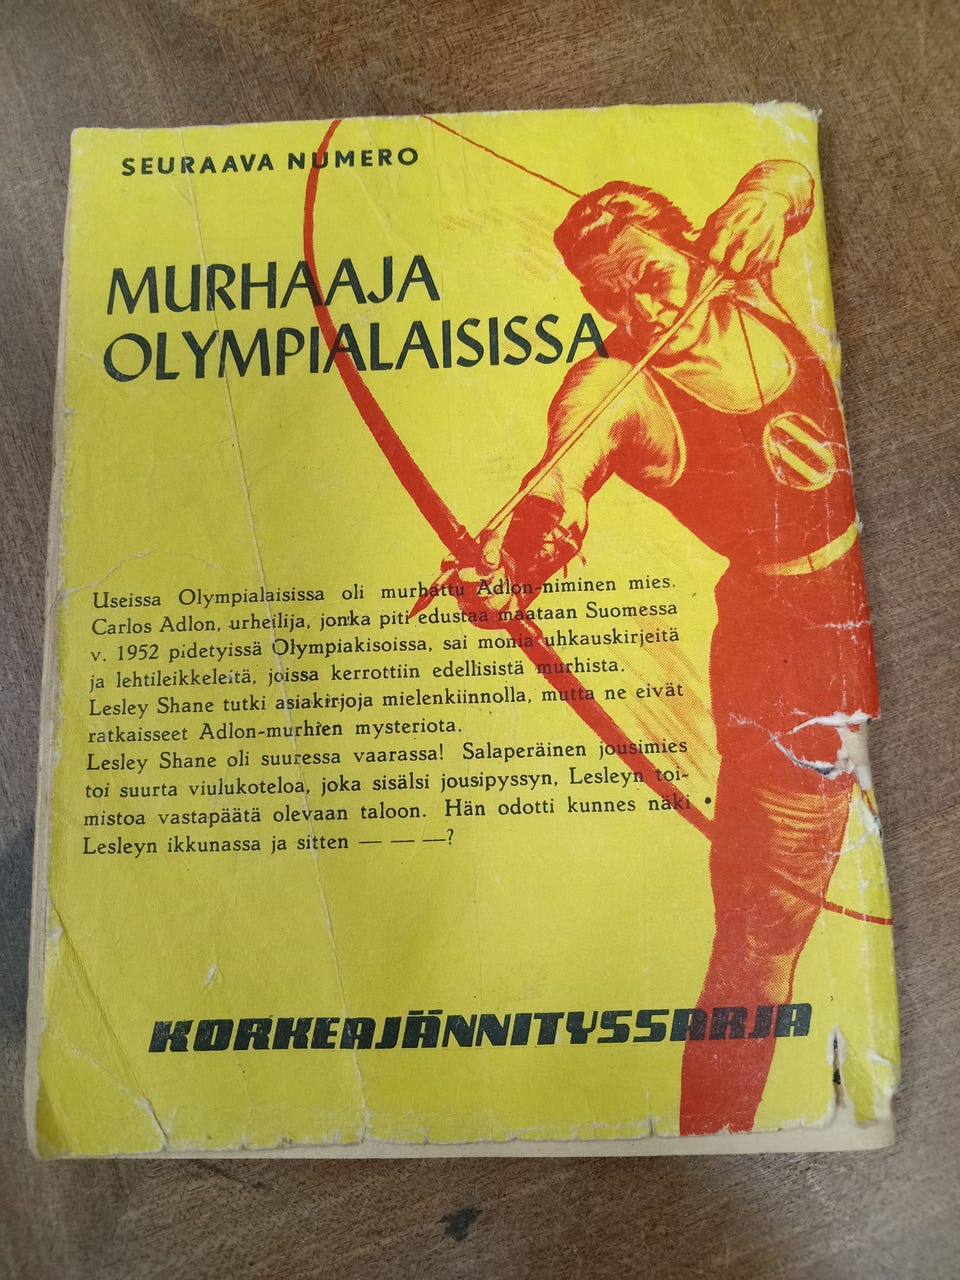 SEURAAVA NUMERO
MURHAAJA
OLYMPIALAISISSA
Useissa Olympialaisissa oli murhattu Adlon-niminen mies.
Carlos Adlon, urheilija, jonka piti edustaa maataan Suomessa
v. 1952 pidetyissä Olympiakisoissa, sai monia uhkauskirjeitä
ja lehtileikkeleitä, joissa kerrottiin edellisistä murhista.
Lesley Shane tutki asiakirjoja mielenkiinnolla, mutta ne eivät
ratkaisseet Adlon-murhien mysteriota.
Lesley Shane oli suuressa vaarassa! Salaperäinen jousimies
toi suurta viulukoteloa, joka sisälsi jousipyssyn, Lesleyn toi-
mistoa vastapäätä olevaan taloon. Hän odotti kunnes näki
Lesleyn ikkunassa ja sitten — — —?
KORKEAJÄNNITYSSARJA